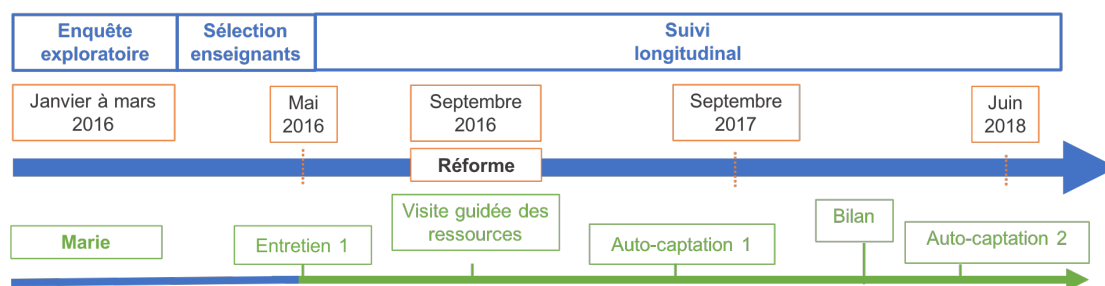 Enquête
exploratoire
Sélection
enseignants
Suivi
longitudinal
Janvier à mars
2016
Mai
2016
Septembre
2016
Septembre
2017
Juin
2018
Réforme
Marie
Entretien 1
Visite guidée des
ressources
Auto-captation 1
Bilan
Auto-captation 2